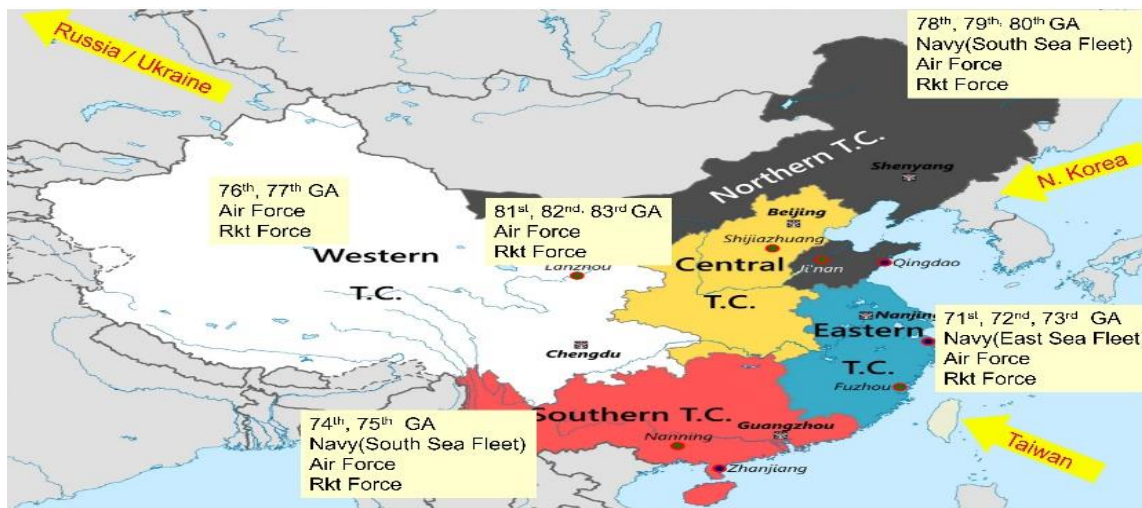 Russia / Ukraine
78th, 79th, 80th GA
Navy(South Sea Fleet)
Air Force
Rkt Force
Northern T.C.
Shenyang
N. Korea
76th, 77th GA
Air Force
Rkt Force
81st, 82nd, 83rd GA
Air Force
Rkt Force
Beijing
Shijiazhuang
Western
T.C.
Lanzhou
Central
T.C.
Ji'nan
Qingdao
Nanjing
Eastern
T.C.
71st, 72nd, 73rd GA
Navy(East Sea Fleet
Air Force
Rkt Force
Chengdu
Fuzhou
74th, 75th GA
Navy(South Sea Fleet)
Air Force
Rkt Force
Southern T.C.
Guangzhou
Nanning
Zhanjiang
Taiwan